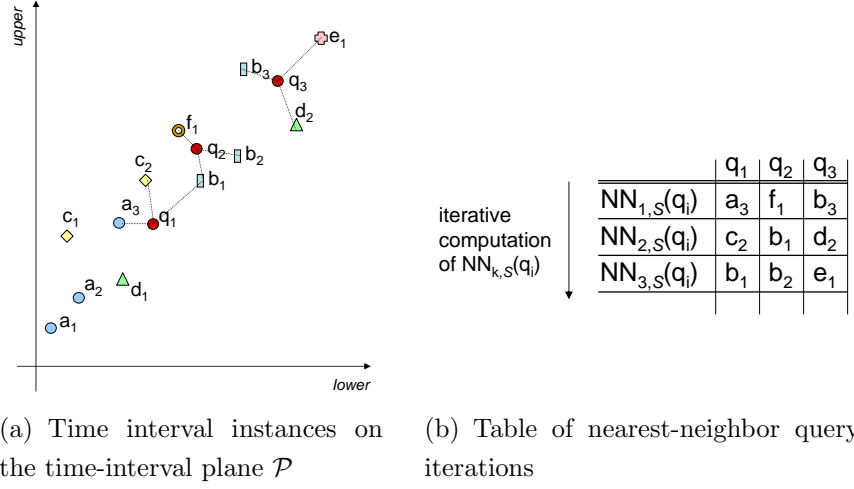 upper
e₁
b₃
q₃
d₂
f₁
q₂
b₂
c₂
b₁
a₃
q₁
c₁
d₁
a₂
a₁
lower
(a) Time interval instances on
the time-interval plane 𝒫
iterative
computation
of NNₖ,S(qᵢ)
q₁ q₂ q₃
NN₁,S(qᵢ) a₃ f₁ b₃
NN₂,S(qᵢ) c₂ b₁ d₂
NN₃,S(qᵢ) b₁ b₂ e₁
(b) Table of nearest-neighbor query
iterations